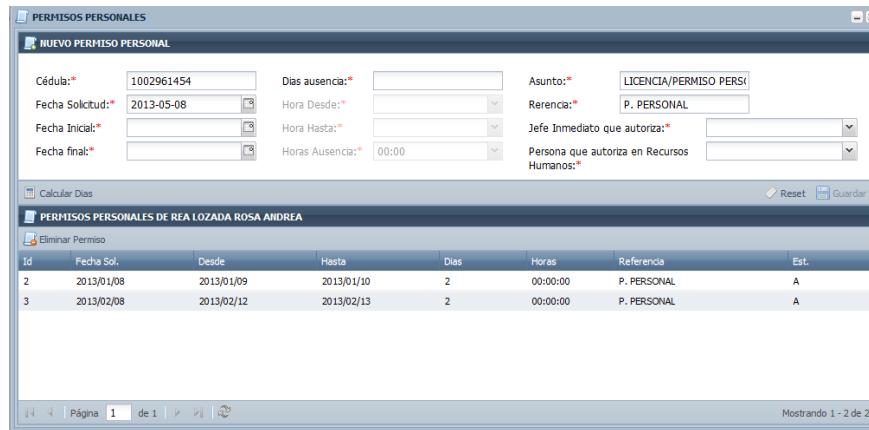 PERMISOS PERSONALES
NUEVO PERMISO PERSONAL
Cédula:* 1002961454 Dias ausencia:* Asunto:* LICENCIA/PERMISO PERS(
Fecha Solicitud:* 2013-05-08 Hora Desde:* Rerencia:* P. PERSONAL
Fecha Inicial:* Hora Hasta:* Jefe Inmediato que autoriza:*
Fecha final:* Horas Ausencia:* 00:00 Persona que autoriza en Recursos
Humanos:*
Calcular Dias Reset Guardar
PERMISOS PERSONALES DE REA LOZADA ROSA ANDREA
Eliminar Permiso
Id Fecha Sol. Desde Hasta Dias Horas Referencia Est.
2 2013/01/08 2013/01/09 2013/01/10 2 00:00:00 P. PERSONAL A
3 2013/02/08 2013/02/12 2013/02/13 2 00:00:00 P. PERSONAL A
Página 1 de 1 Mostrando 1 - 2 de 2